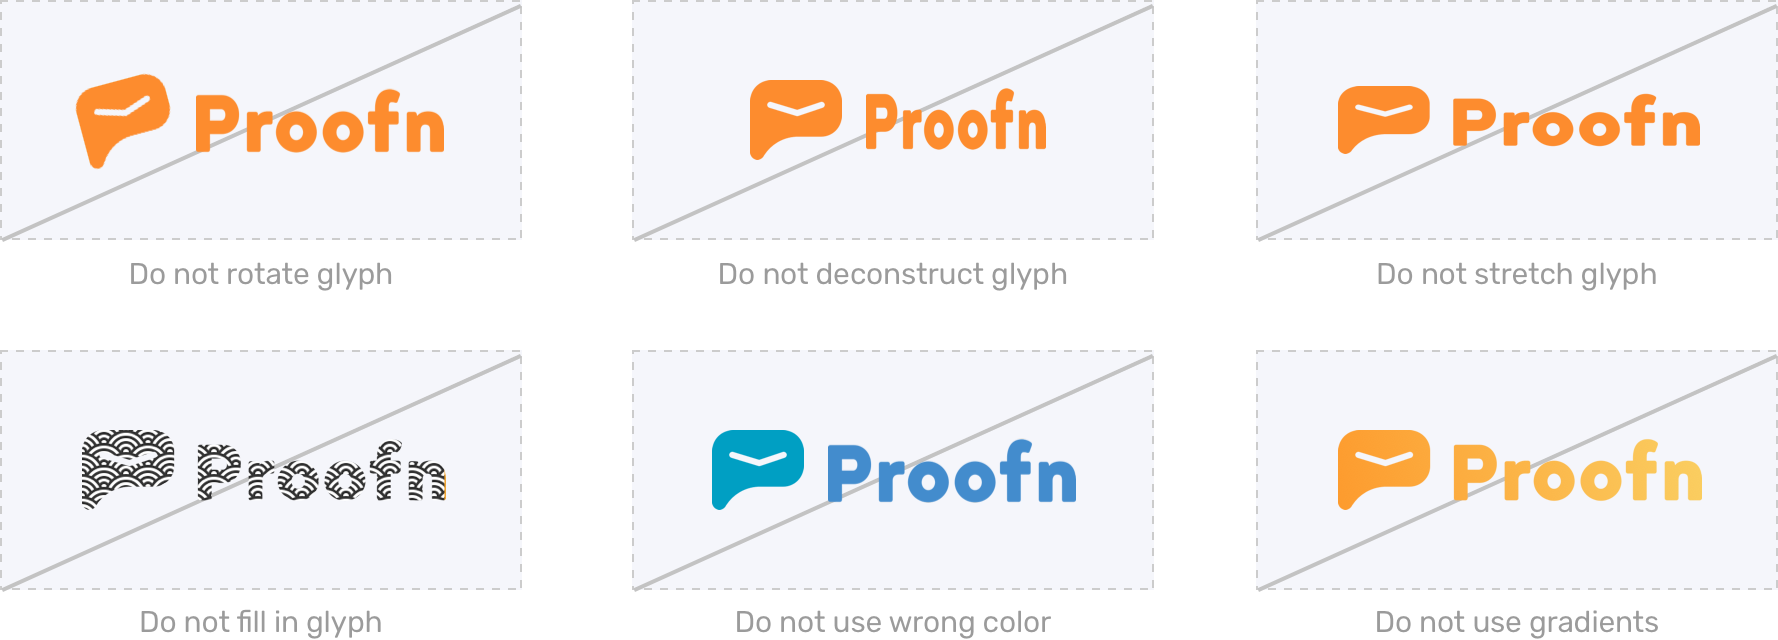 Proofn
Proofn
Proofn
Do not rotate glyph
Do not deconstruct glyph
Do not stretch glyph
Proofn
Proofn
Proofn
Do not fill in glyph
Do not use wrong color
Do not use gradients